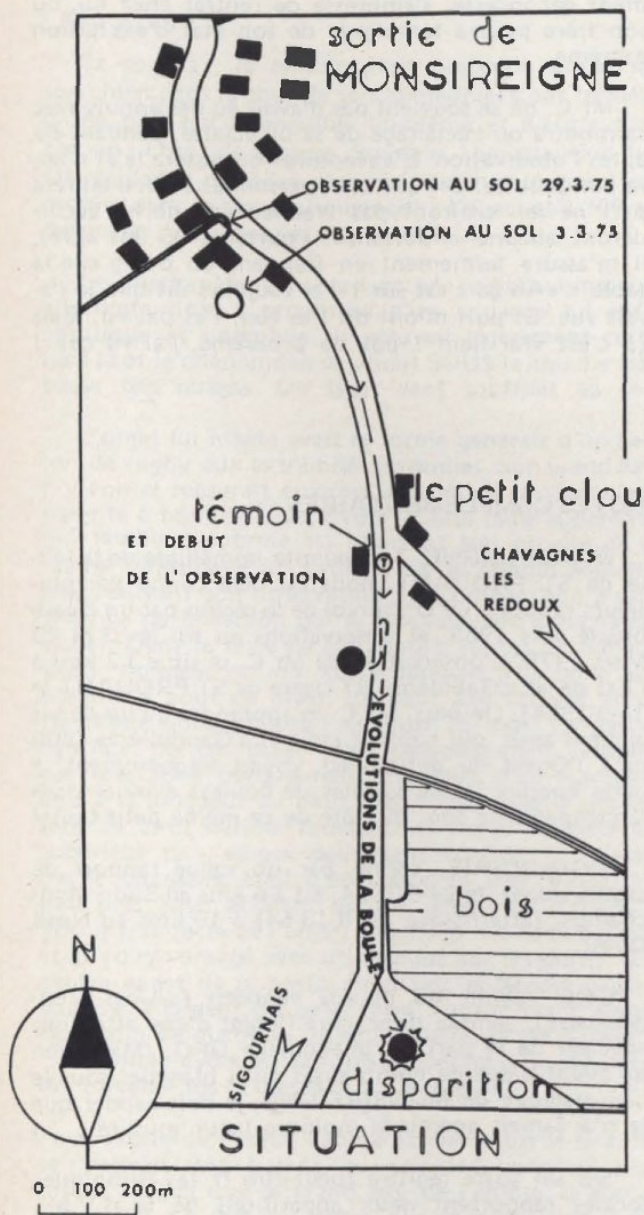 sortie de
MONSIREIGNE
OBSERVATION AU SOL 29.3.75
OBSERVATION AU SOL 3.3.75
le petit clou
témoin
ET DEBUT
DE L'OBSERVATION
CHAVAGNES
LES
REDOUX
EVOLUTIONS DE LA BOULE
bois
N
SIGOURNAIS
disparition
SITUATION
0 100 200m